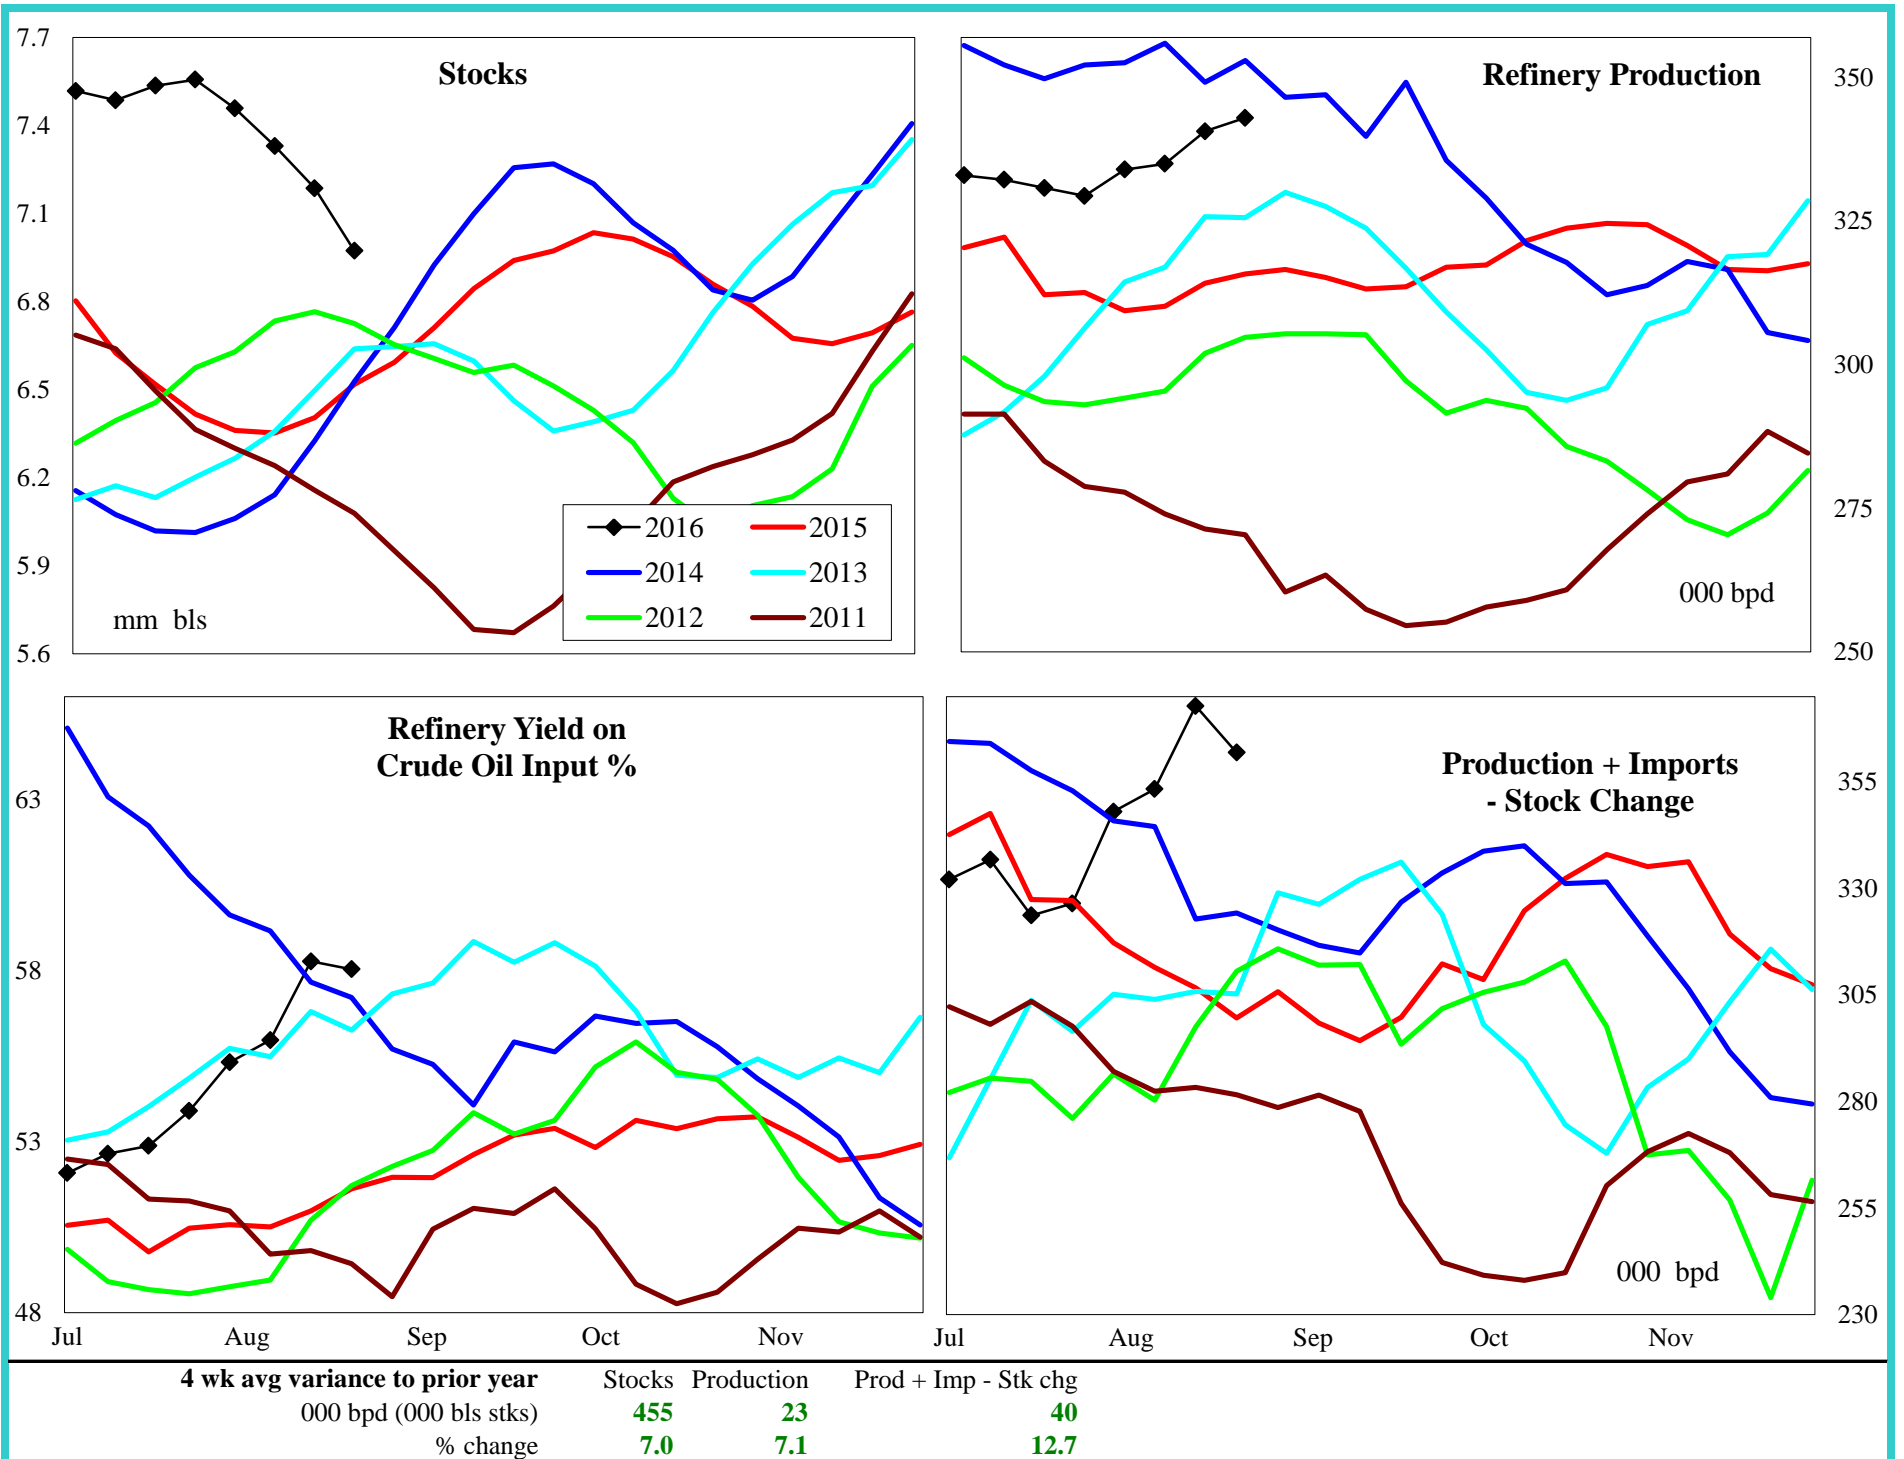 Stocks
7.7
7.4
7.1
6.8
6.5
6.2
5.9
5.6
mm bls
2016
2015
2014
2013
2012
2011
Refinery Production
350
325
300
275
250
000 bpd
Refinery Yield on
Crude Oil Input %
63
58
53
48
Jul Aug Sep Oct Nov
Production + Imports
- Stock Change
355
330
305
280
255
230
000 bpd
Jul Aug Sep Oct Nov
4 wk avg variance to prior year Stocks Production Prod + Imp - Stk chg
000 bpd (000 bls stks) 455 23 40
% change 7.0 7.1 12.7